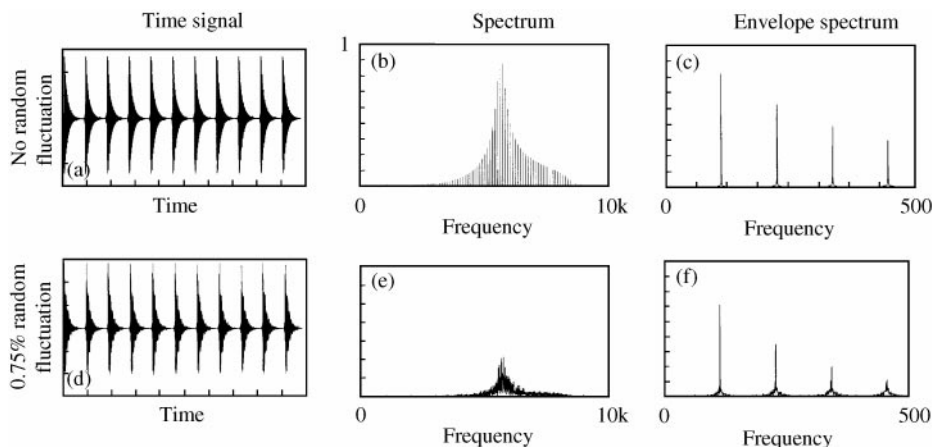 Time signal Spectrum Envelope spectrum
No random
fluctuation
(a)
Time
1
(b)
0 10k
Frequency
(c)
0 500
Frequency
0.75% random
fluctuation
(d)
Time
(e)
0 10k
Frequency
(f)
0 500
Frequency